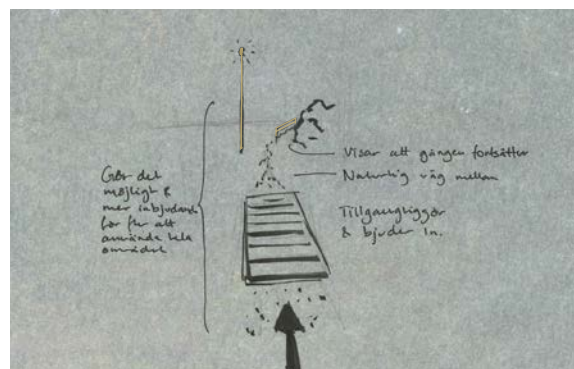 Gör det
möjligt &
mer inbjudande
för fler att
använda hela
området
Visar att gången fortsätter
Naturlig väg mellan
Tillgängliggör
& bjuder in.